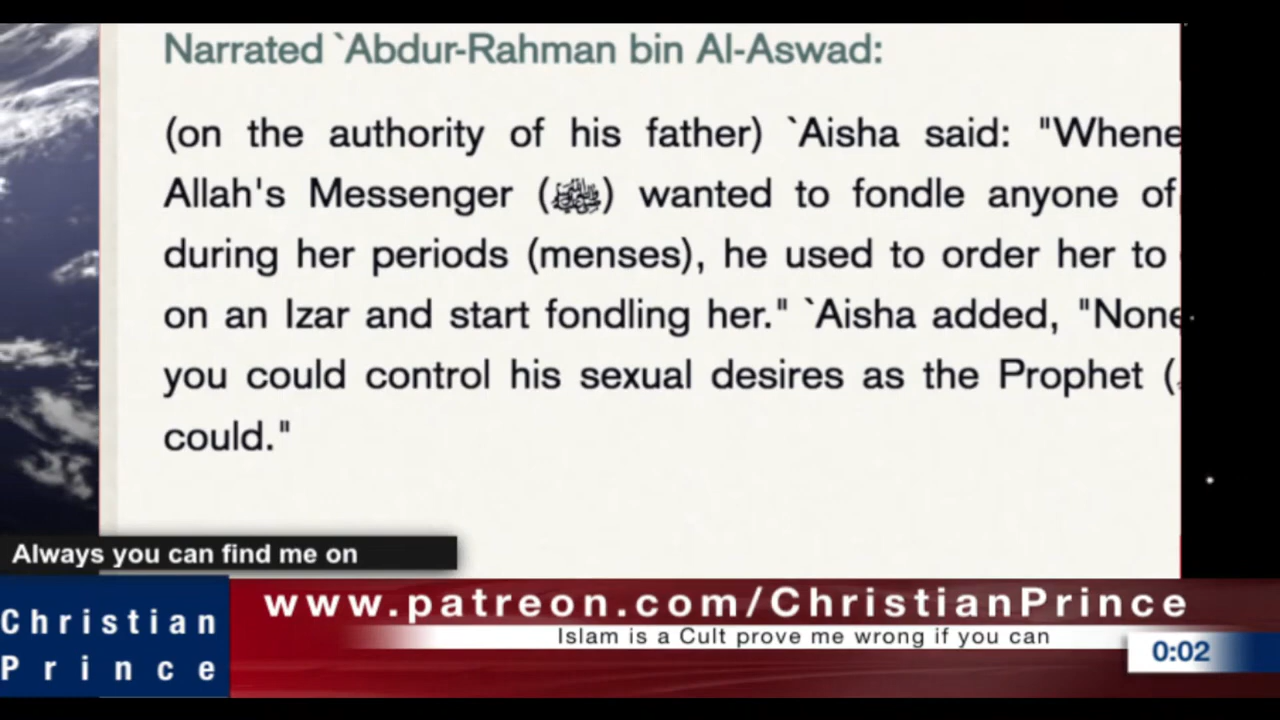 Narrated `Abdur-Rahman bin Al-Aswad:
(on the authority of his father) `Aisha said: "Whene
Allah's Messenger (ﷺ) wanted to fondle anyone of
during her periods (menses), he used to order her to
on an Izar and start fondling her." `Aisha added, "None
you could control his sexual desires as the Prophet (
could."
Always you can find me on
www.patreon.com/ChristianPrince
Christian
Prince
Islam is a Cult prove me wrong if you can
0:02